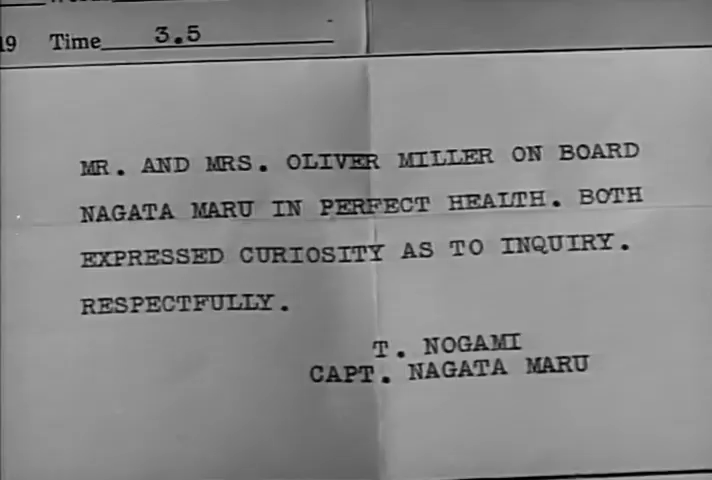 19 Time 3.5
MR. AND MRS. OLIVER MILLER ON BOARD
NAGATA MARU IN PERFECT HEALTH. BOTH
EXPRESSED CURIOSITY AS TO INQUIRY.
RESPECTFULLY.
T. NOGAMI
CAPT. NAGATA MARU